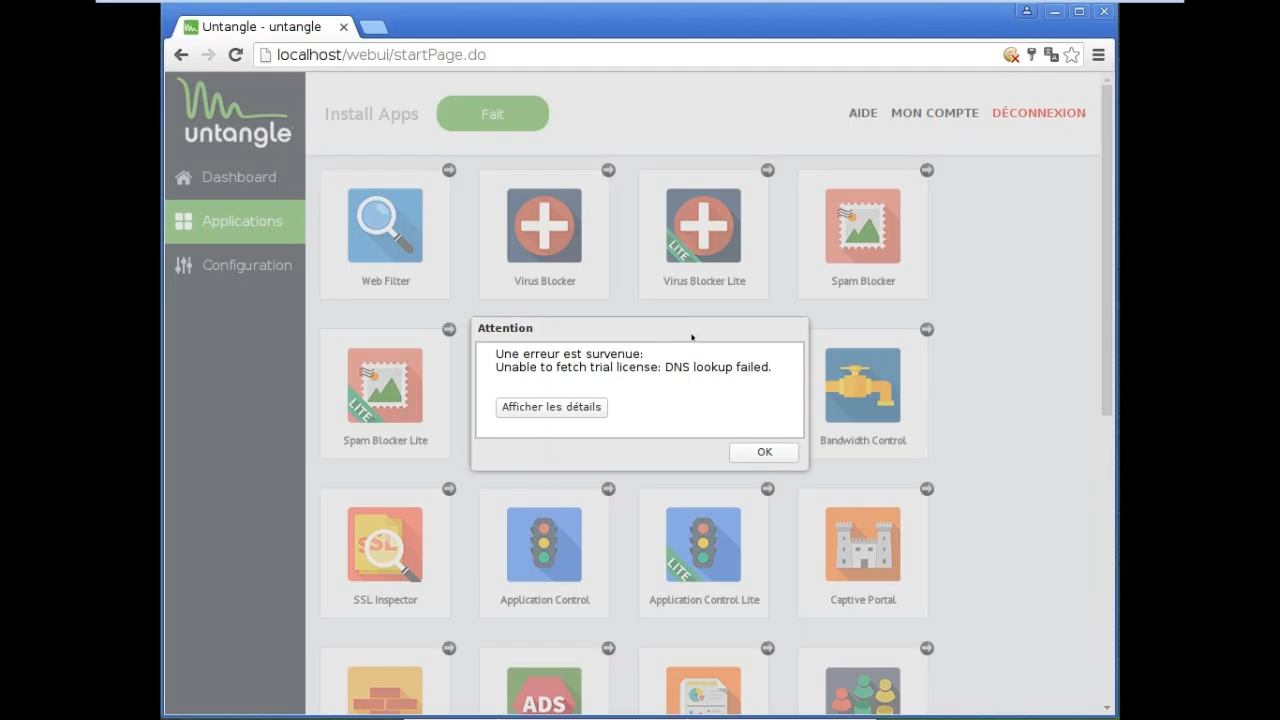 Untangle - untangle
localhost/webui/startPage.do
untangle
Install Apps
Fait
AIDE
MON COMPTE
DÉCONNEXION
Dashboard
Applications
Configuration
Web Filter
Virus Blocker
LITE
Virus Blocker Lite
Spam Blocker
Attention
Une erreur est survenue:
Unable to fetch trial license: DNS lookup failed.
Afficher les détails
OK
LITE
Spam Blocker Lite
Bandwidth Control
SSL
SSL Inspector
Application Control
LITE
Application Control Lite
Captive Portal
ADS